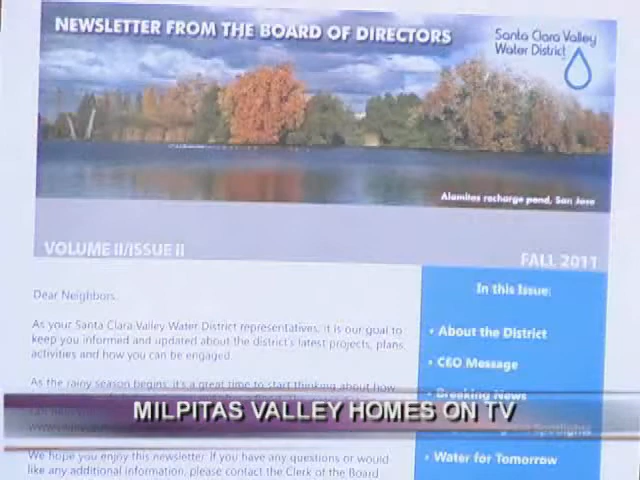 NEWSLETTER FROM THE BOARD OF DIRECTORS
Santa Clara Valley
Water District
Alamitos recharge pond, San Jose
VOLUME II/ISSUE II
FALL 2011
Dear Neighbors,
As your Santa Clara Valley Water District representatives, it is our goal to
keep you informed and updated about the district's latest projects, plans,
activities and how you can be engaged.
As the rainy season begins, it's a great time to start thinking about how
We hope you enjoy this newsletter. If you have any questions or would
like any additional information, please contact the Clerk of the Board
In this Issue:
• About the District
• CEO Message
• Breaking News
Spotlights
• Water for Tomorrow
MILPITAS VALLEY HOMES ON TV